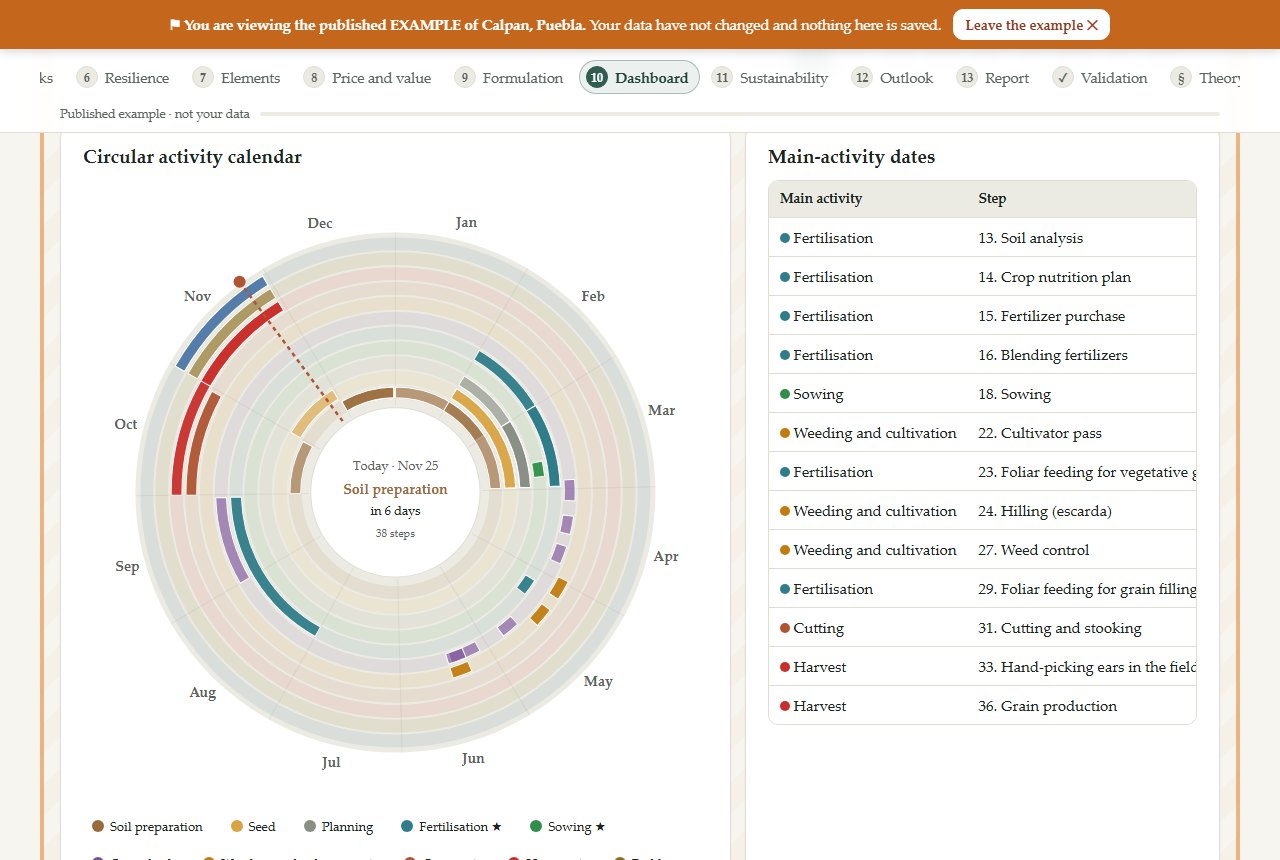 ⚑ You are viewing the published EXAMPLE of Calpan, Puebla. Your data have not changed and nothing here is saved. Leave the example ✕
ks 6 Resilience 7 Elements 8 Price and value 9 Formulation 10 Dashboard 11 Sustainability 12 Outlook 13 Report ✓ Validation § Theory
Published example · not your data
Circular activity calendar
Dec
Jan
Nov
Feb
Oct
Mar
Today · Nov 25
Soil preparation
in 6 days
38 steps
Sep
Apr
Aug
May
Jul
Jun
Soil preparation Seed Planning Fertilisation ★ Sowing ★
Main-activity dates
Main activity Step
Fertilisation 13. Soil analysis
Fertilisation 14. Crop nutrition plan
Fertilisation 15. Fertilizer purchase
Fertilisation 16. Blending fertilizers
Sowing 18. Sowing
Weeding and cultivation 22. Cultivator pass
Fertilisation 23. Foliar feeding for vegetative g
Weeding and cultivation 24. Hilling (escarda)
Weeding and cultivation 27. Weed control
Fertilisation 29. Foliar feeding for grain filling
Cutting 31. Cutting and stooking
Harvest 33. Hand-picking ears in the field
Harvest 36. Grain production